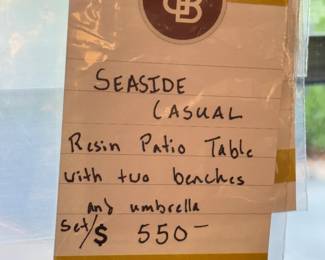 SEASIDE
CASUAL
Resin Patio Table
with two benches
and umbrella
Set/$ 550—